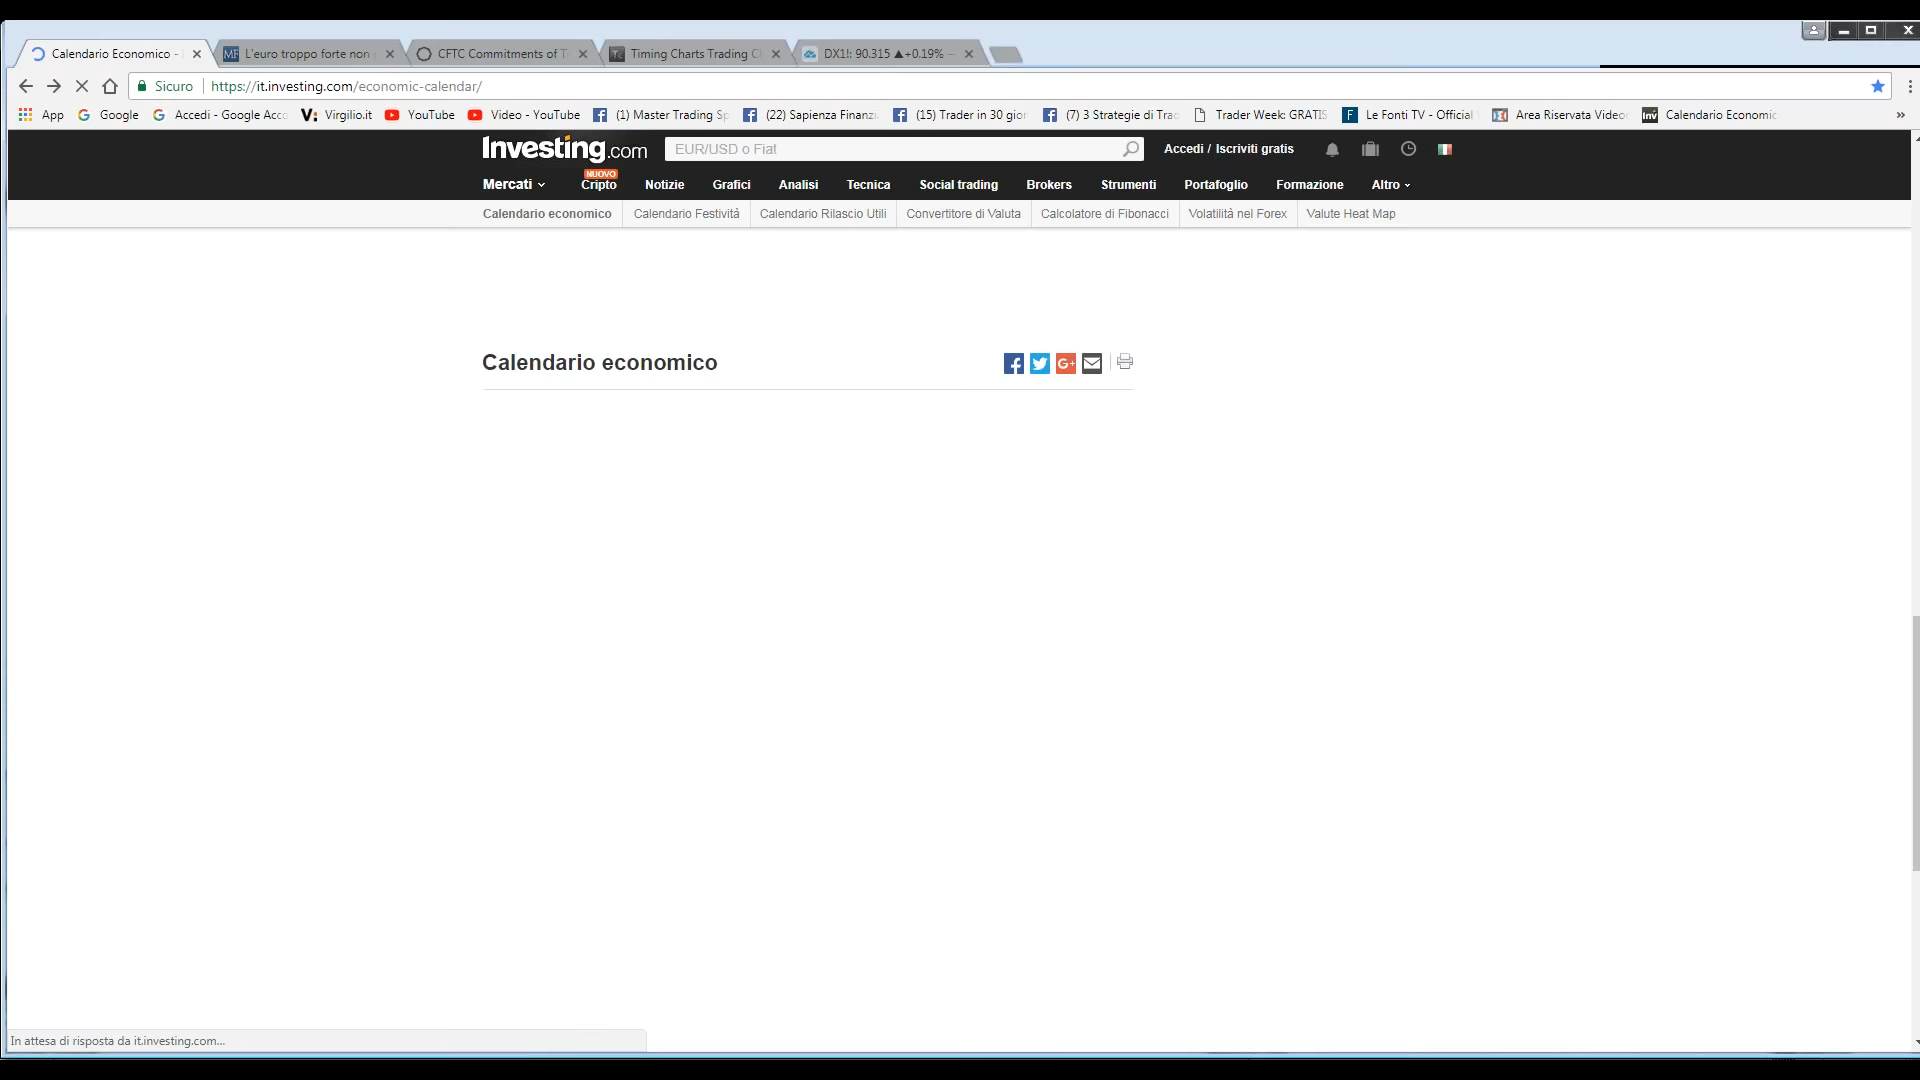 Calendario Economico -
L'euro troppo forte non
CFTC Commitments of T
Timing Charts Trading C
DX1!: 90.315 ▲+0.19% —
Sicuro
https://it.investing.com/economic-calendar/
App
Google
Accedi - Google Acc
Virgilio.it
YouTube
Video - YouTube
(1) Master Trading S
(22) Sapienza Finanz
(15) Trader in 30 gior
(7) 3 Strategie di Tra
Trader Week: GRATIS
Le Fonti TV - Official
Area Riservata Video
Calendario Economic
»
Investing.com
EUR/USD o Fiat
Accedi / Iscriviti gratis
Mercati
NUOVO
Cripto
Notizie
Grafici
Analisi
Tecnica
Social trading
Brokers
Strumenti
Portafoglio
Formazione
Altro
Calendario economico
Calendario Festività
Calendario Rilascio Utili
Convertitore di Valuta
Calcolatore di Fibonacci
Volatilità nel Forex
Valute Heat Map
Calendario economico
In attesa di risposta da it.investing.com...